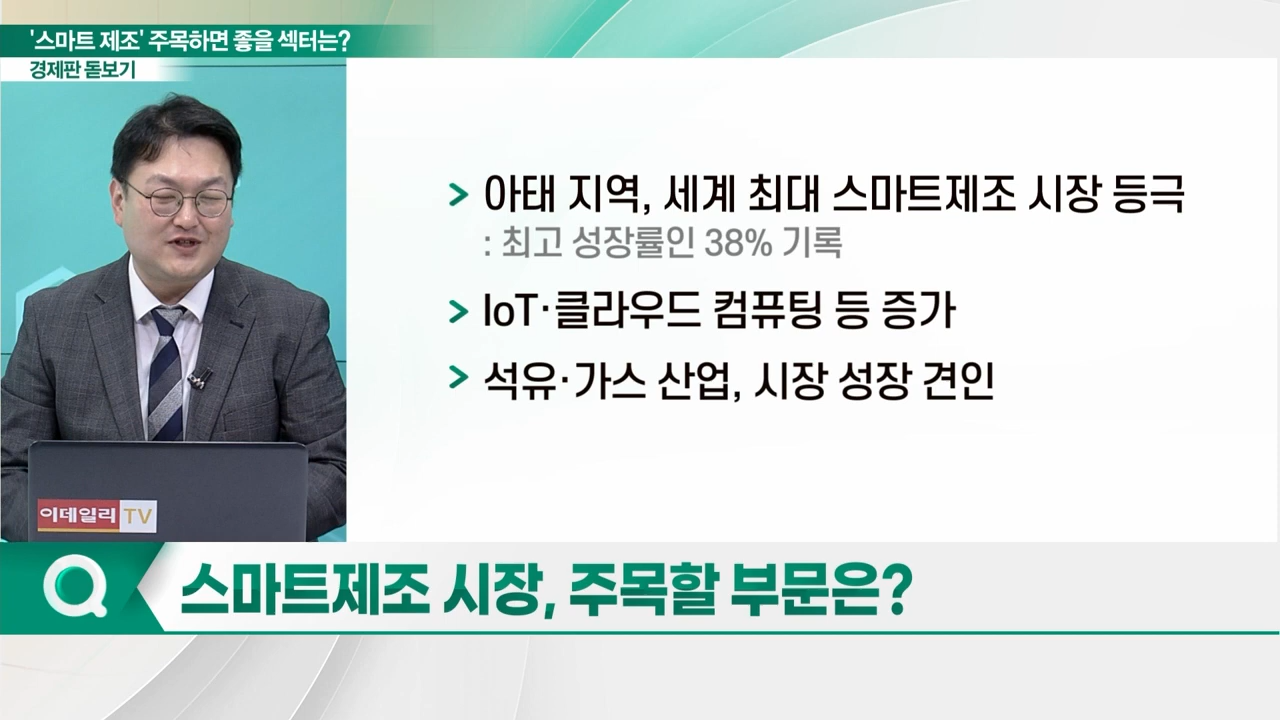 '스마트 제조' 주목하면 좋을 섹터는?
경제판 돋보기
> 아태 지역, 세계 최대 스마트제조 시장 등극
: 최고 성장률인 38% 기록
> IoT·클라우드 컴퓨팅 등 증가
> 석유·가스 산업, 시장 성장 견인
이데일리 TV
Q 스마트제조 시장, 주목할 부문은?